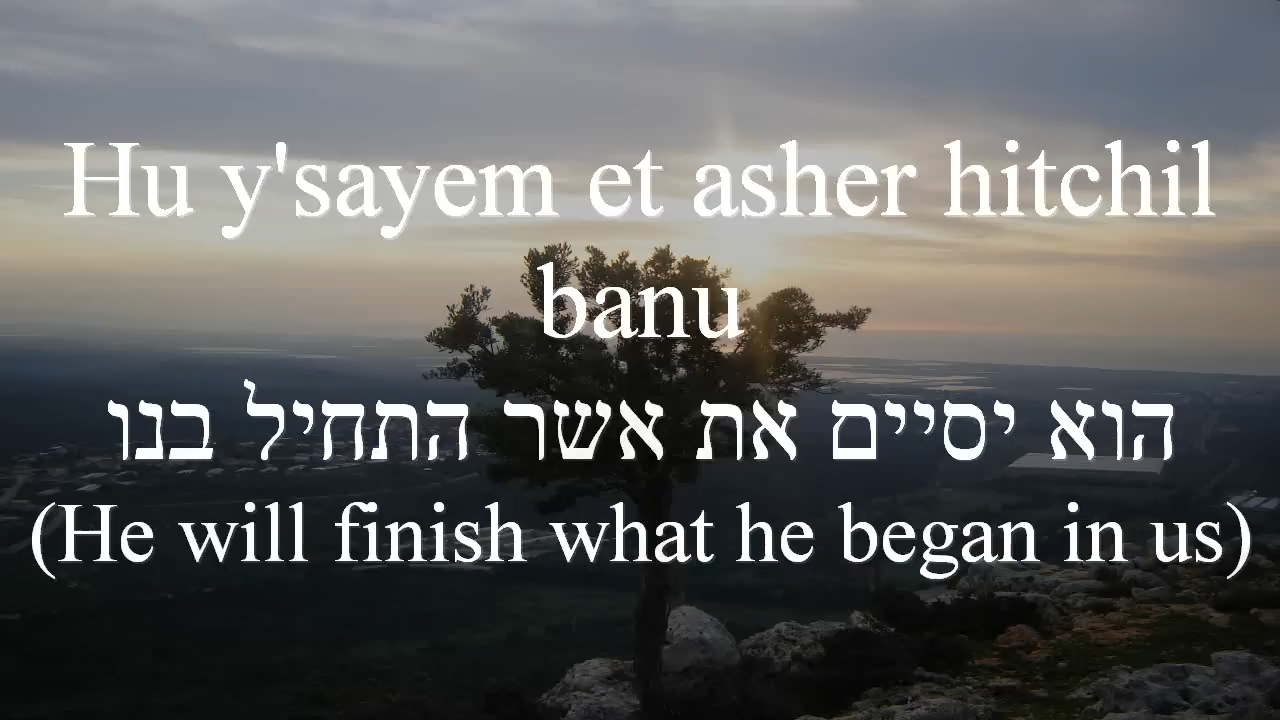 Hu y'sayem et asher hitchil
banu
הוא יסיים את אשר התחיל בנו
(He will finish what he began in us)